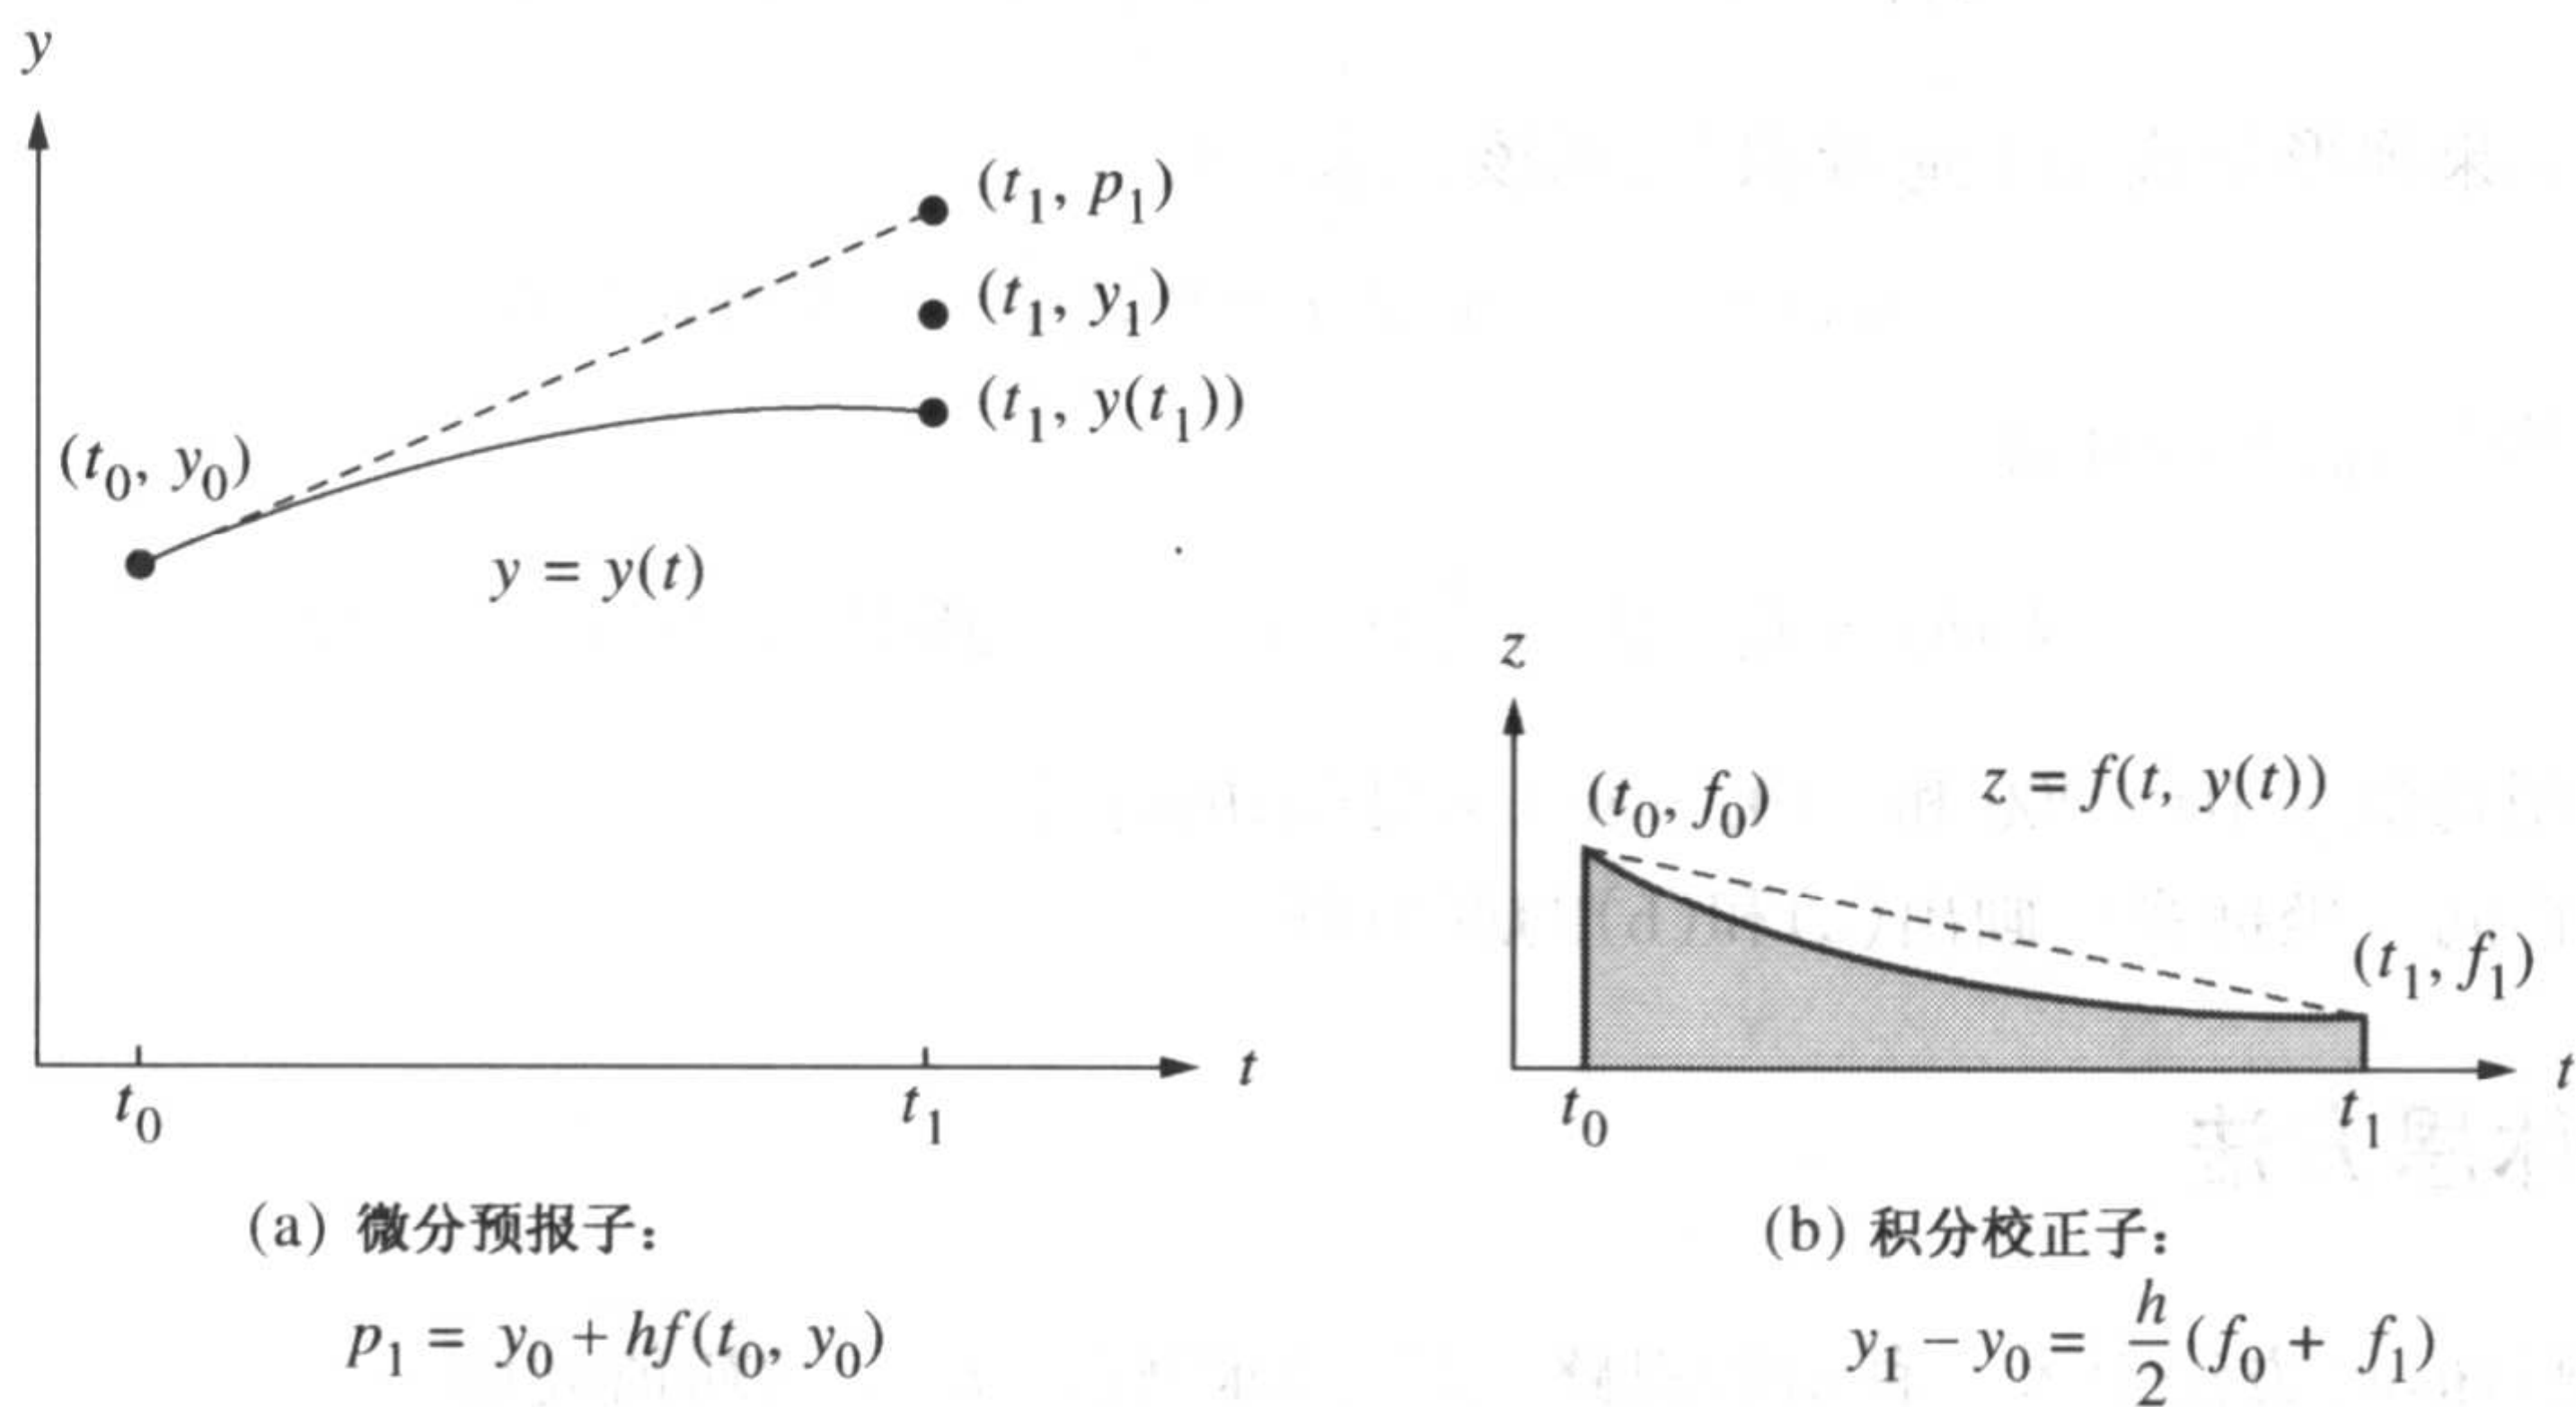 y
(t₁, p₁)
(t₁, y₁)
(t₁, y(t₁))
(t₀, y₀)
y = y(t)
t₀
t₁
t
(a) 微分预报子：
p₁ = y₀ + hf(t₀, y₀)
z
(t₀, f₀)
z = f(t, y(t))
(t₁, f₁)
t₀
t₁
t
(b) 积分校正子：
y₁ − y₀ = h/2 (f₀ + f₁)